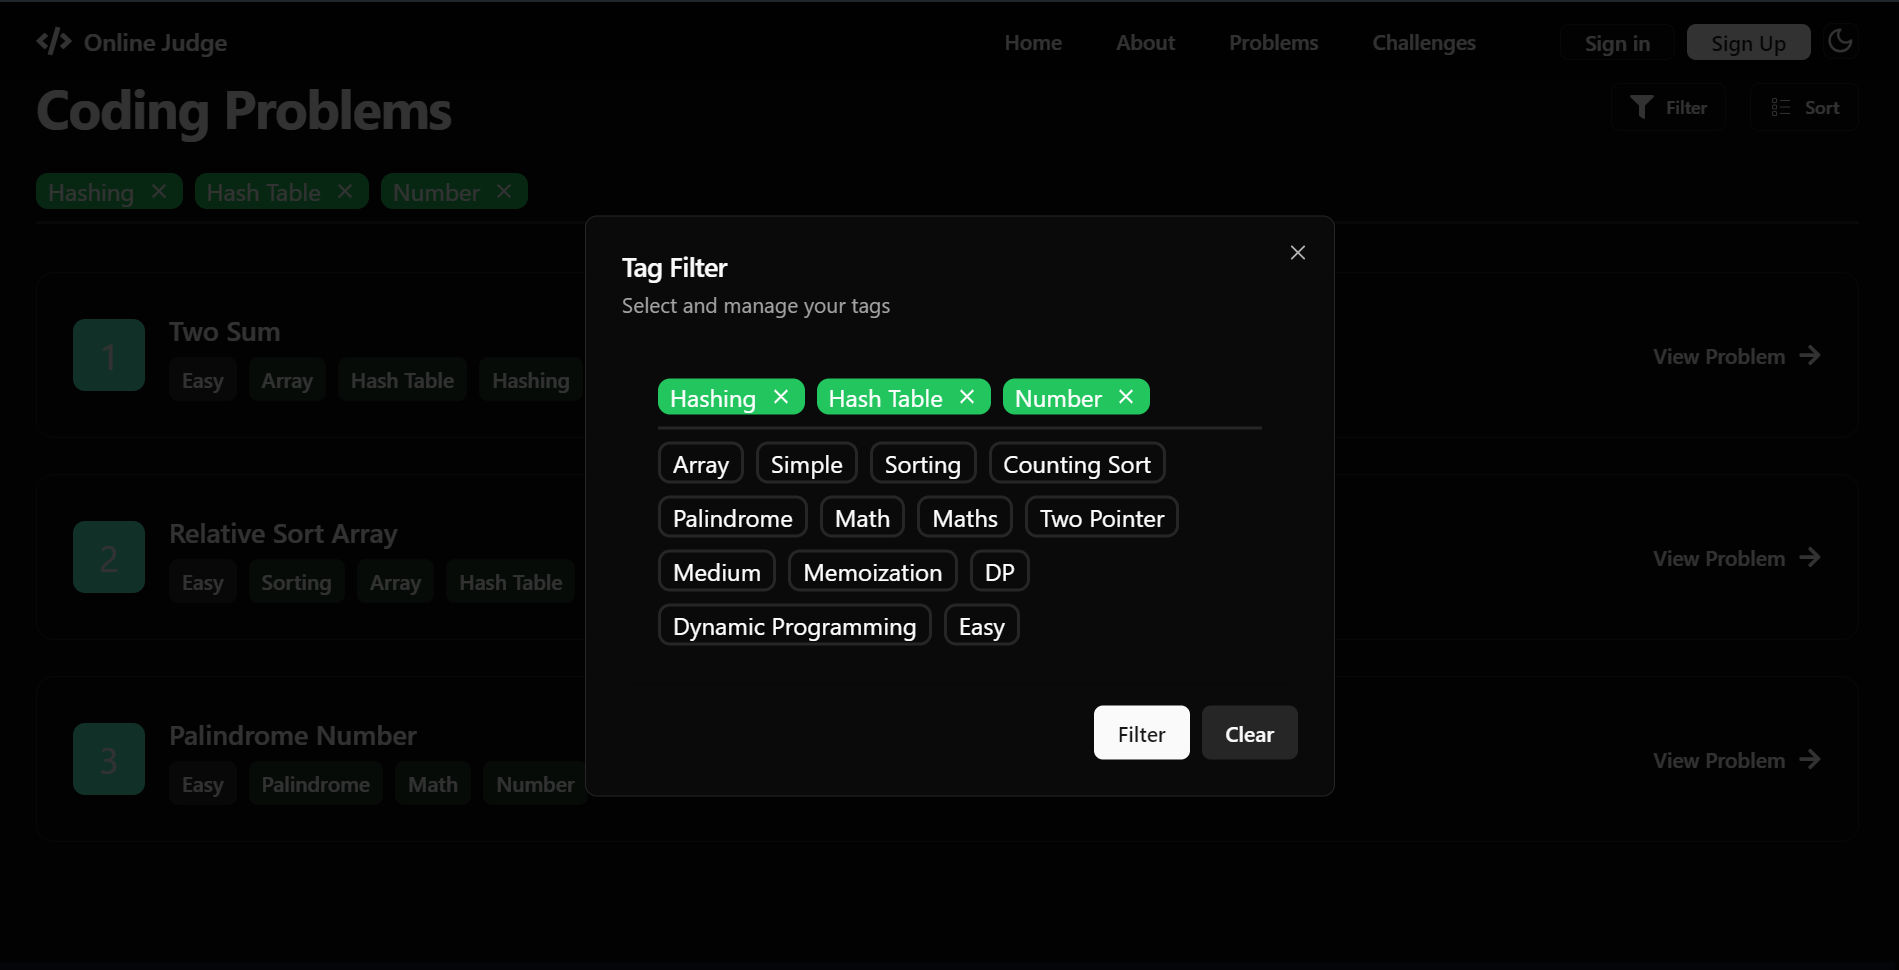 Online Judge Home About Problems Challenges Sign in Sign Up
Coding Problems Filter Sort
Hashing Hash Table Number
Tag Filter
Select and manage your tags
Hashing Hash Table Number
Array Simple Sorting Counting Sort
Palindrome Math Maths Two Pointer
Medium Memoization DP
Dynamic Programming Easy
Filter Clear
1 Two Sum
Easy Array Hash Table Hashing
View Problem
2 Relative Sort Array
Easy Sorting Array Hash Table
View Problem
3 Palindrome Number
Easy Palindrome Math Number
View Problem